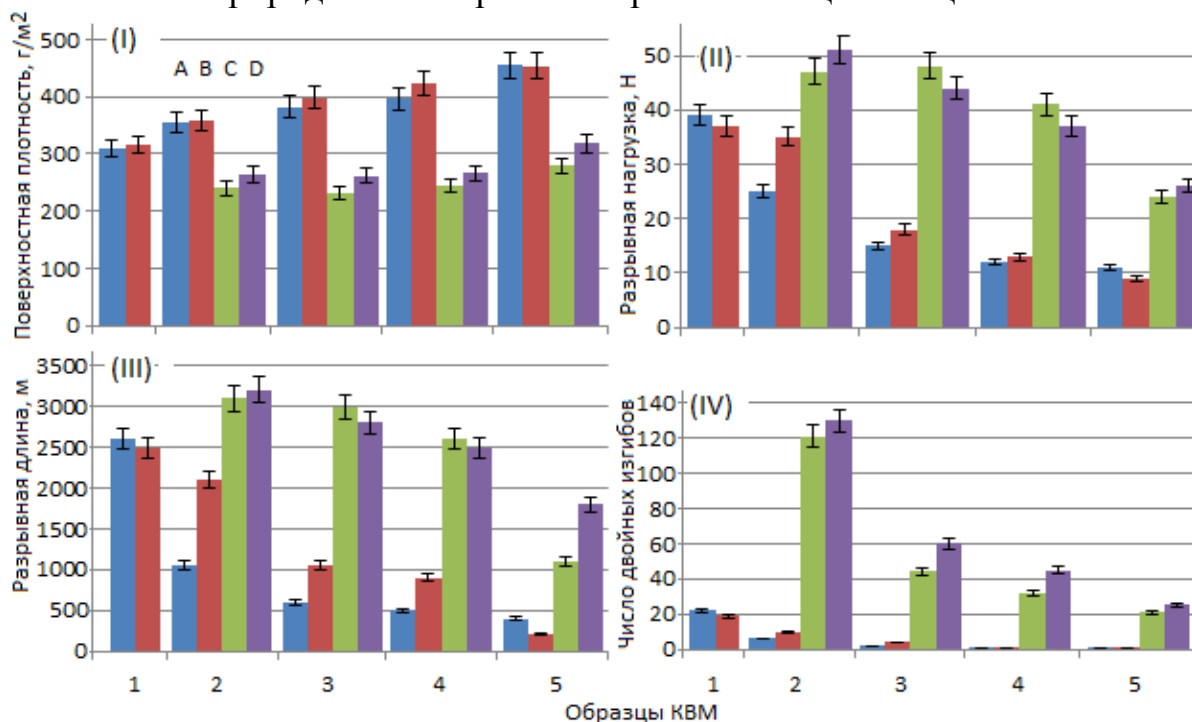 (I)
Поверхностная плотность, г/м²
500
400
300
200
100
0
A B C D
(II)
Разрывная нагрузка, Н
50
40
30
20
10
0
(III)
Разрывная длина, м
3500
3000
2500
2000
1500
1000
500
0
1 2 3 4 5
(IV)
Число двойных изгибов
140
120
100
80
60
40
20
0
1 2 3 4 5
Образцы КВМ